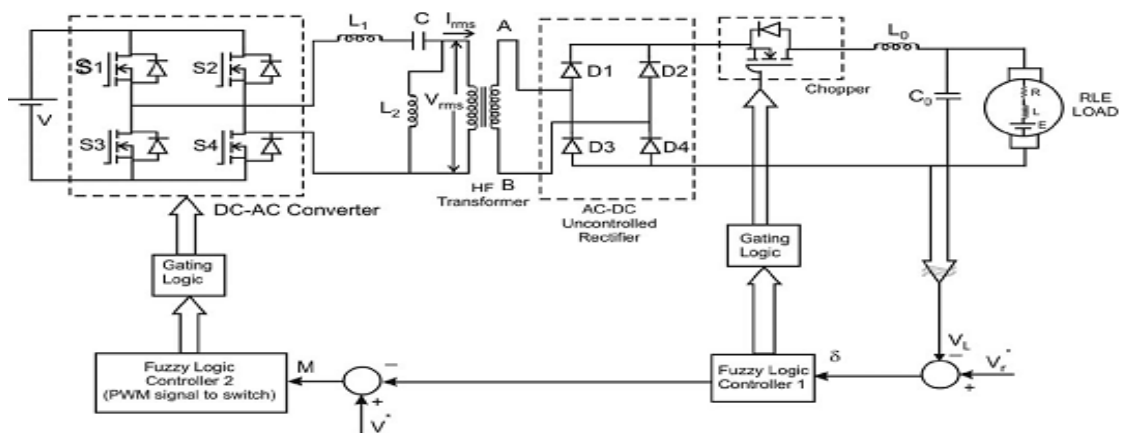 L1
C
Irms
A
S1
S2
V
S3
S4
L2
Vrms
D1
D2
D3
D4
B
Chopper
L0
C0
R
L
E
RLE
LOAD
HF
Transformer
DC-AC Converter
AC-DC
Uncontrolled
Rectifier
Gating
Logic
Gating
Logic
Fuzzy Logic
Controller 2
(PWM signal to switch)
M
−
+
V*
Fuzzy Logic
Controller 1
δ
VL
−
+
Vr*